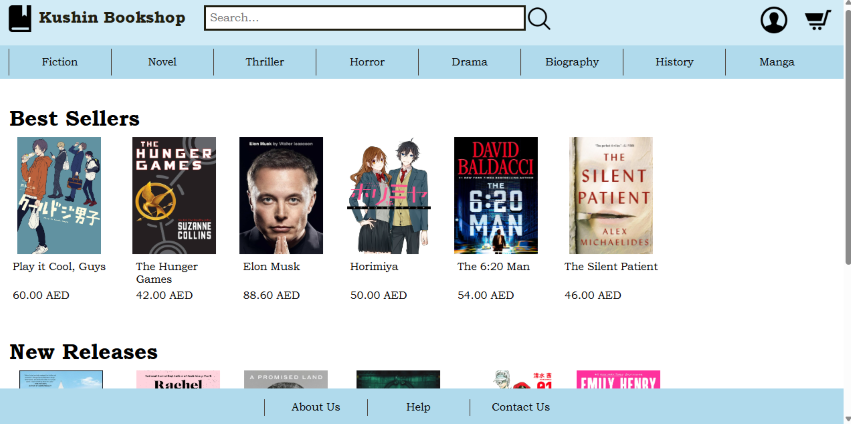 Kushin Bookshop
Search...
Fiction
Novel
Thriller
Horror
Drama
Biography
History
Manga
Best Sellers
クールドジ男子
THE
HUNGER
GAMES
SUZANNE
COLLINS
Elon Musk by Walter Isaacson
ホリミヤ
DAVID
BALDACCI
THE
6:20
MAN
THE
SILENT
PATIENT
ALEX
MICHAELIDES
Play it Cool, Guys
The Hunger
Games
Elon Musk
Horimiya
The 6:20 Man
The Silent Patient
60.00 AED
42.00 AED
88.60 AED
50.00 AED
54.00 AED
46.00 AED
New Releases
Rachel
A PROMISED LAND
EMILY HENRY
About Us
Help
Contact Us